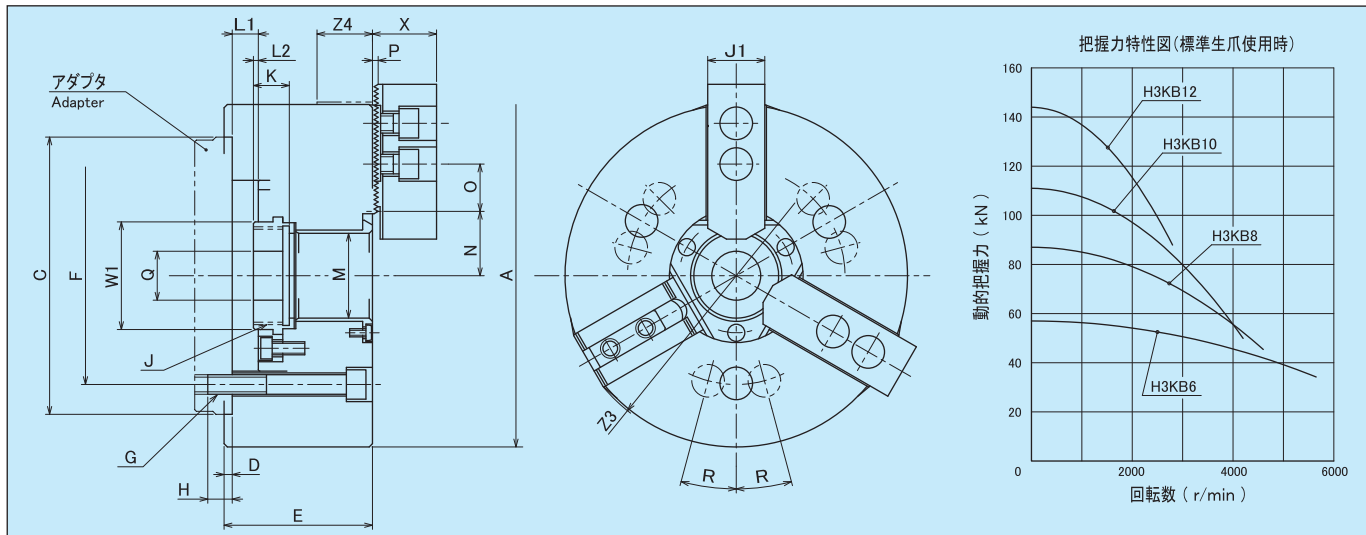 L1
Z4
X
L2
P
K
アダプタ
Adapter
C
F
W1
Q
M
O
N
A
J
G
D
H
E
J1
Z3
R
R
把握力特性図(標準生爪使用時)
160
140
120
100
80
60
40
20
0
2000
4000
6000
動的把握力 ( kN )
回転数 ( r/min )
H3KB12
H3KB10
H3KB8
H3KB6